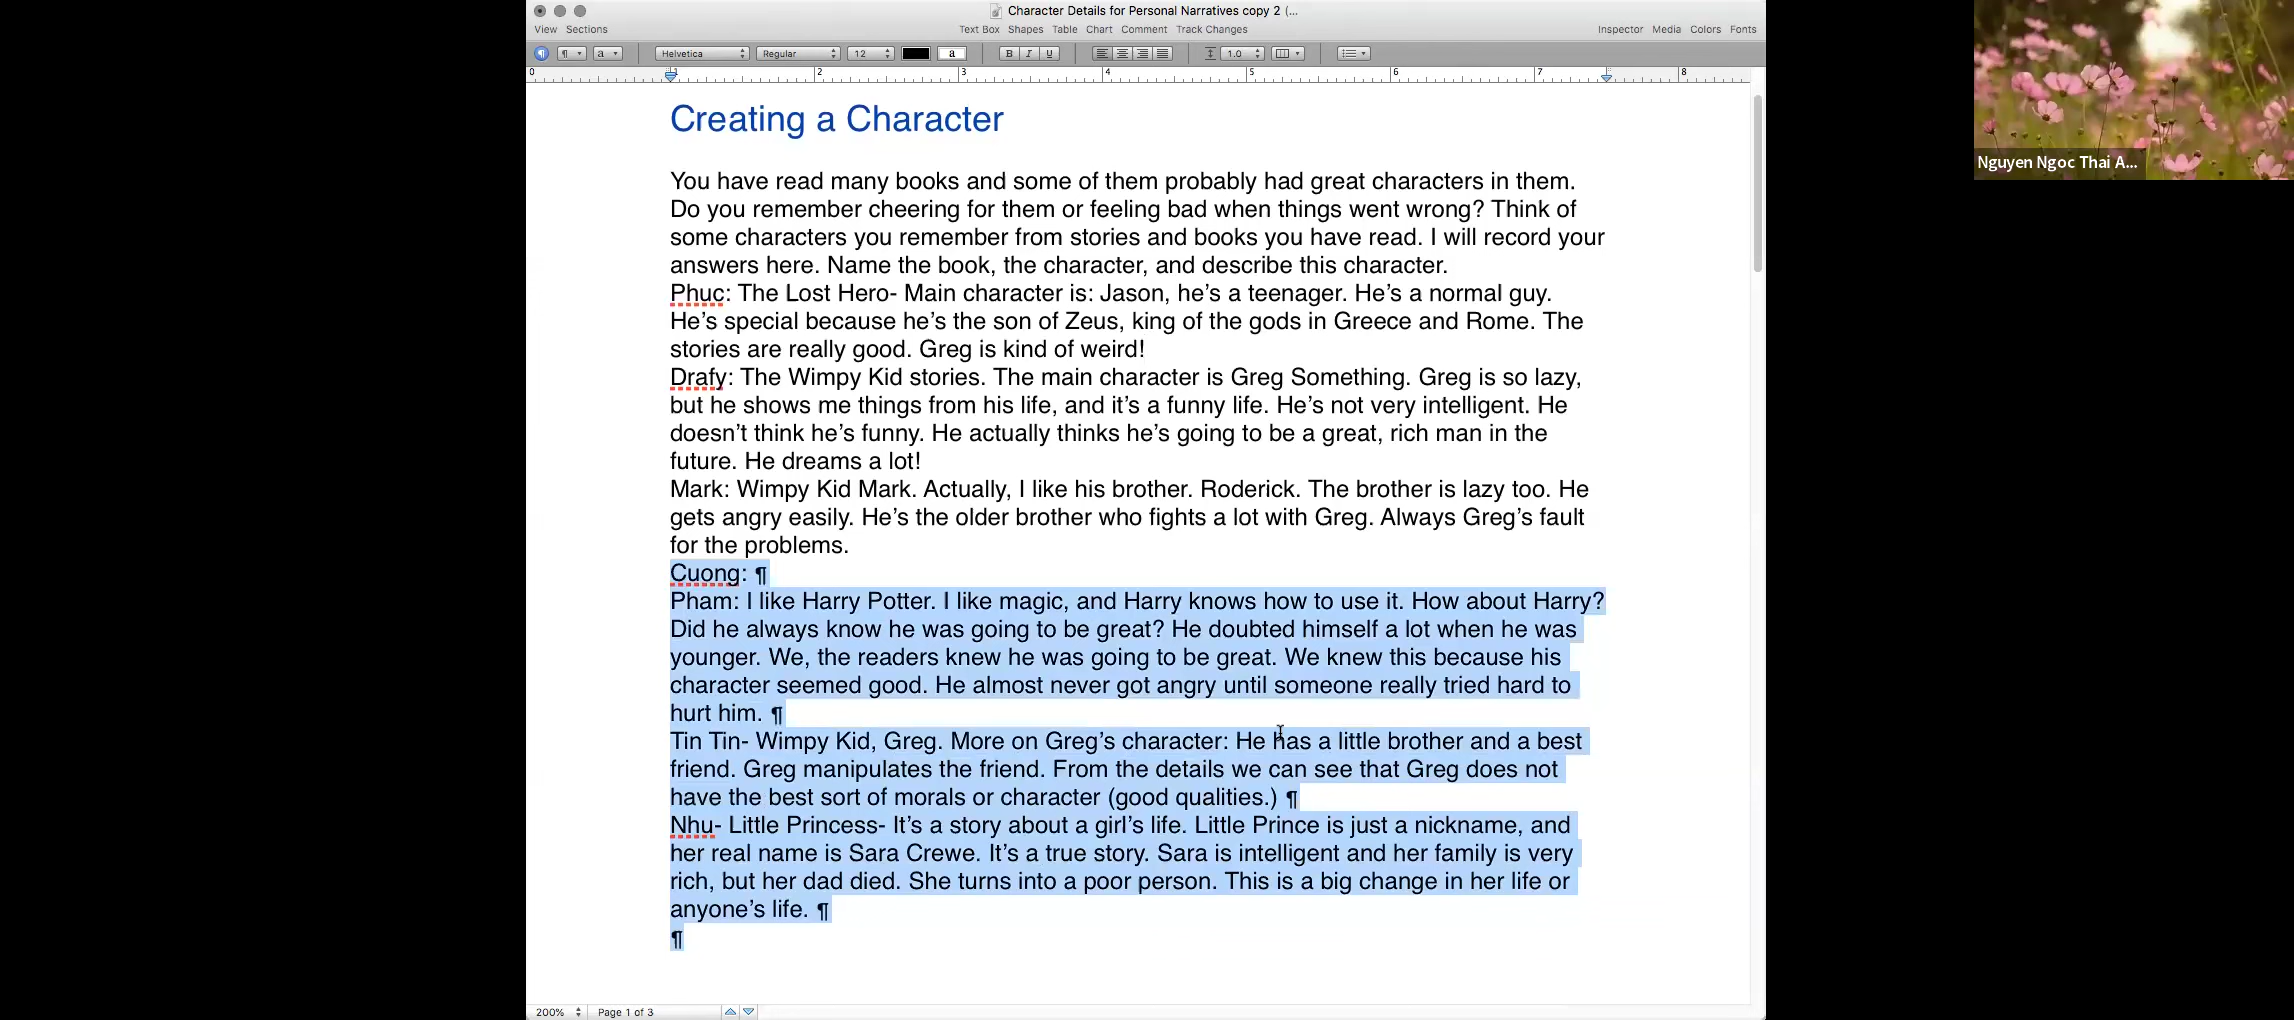 Character Details for Personal Narratives copy 2 (...
View Sections Text Box Shapes Table Chart Comment Track Changes Inspector Media Colors Fonts
¶ ¶ a Helvetica Regular 12 a B I U 1.0
0 1 2 3 4 5 6 7 8
Creating a Character
You have read many books and some of them probably had great characters in them.
Do you remember cheering for them or feeling bad when things went wrong? Think of
some characters you remember from stories and books you have read. I will record your
answers here. Name the book, the character, and describe this character.
Phuc: The Lost Hero- Main character is: Jason, he’s a teenager. He’s a normal guy.
He’s special because he’s the son of Zeus, king of the gods in Greece and Rome. The
stories are really good. Greg is kind of weird!
Drafy: The Wimpy Kid stories. The main character is Greg Something. Greg is so lazy,
but he shows me things from his life, and it’s a funny life. He’s not very intelligent. He
doesn’t think he’s funny. He actually thinks he’s going to be a great, rich man in the
future. He dreams a lot!
Mark: Wimpy Kid Mark. Actually, I like his brother. Roderick. The brother is lazy too. He
gets angry easily. He’s the older brother who fights a lot with Greg. Always Greg’s fault
for the problems.
Cuong: ¶
Pham: I like Harry Potter. I like magic, and Harry knows how to use it. How about Harry?
Did he always know he was going to be great? He doubted himself a lot when he was
younger. We, the readers knew he was going to be great. We knew this because his
character seemed good. He almost never got angry until someone really tried hard to
hurt him. ¶
Tin Tin- Wimpy Kid, Greg. More on Greg’s character: He has a little brother and a best
friend. Greg manipulates the friend. From the details we can see that Greg does not
have the best sort of morals or character (good qualities.) ¶
Nhu- Little Princess- It’s a story about a girl’s life. Little Prince is just a nickname, and
her real name is Sara Crewe. It’s a true story. Sara is intelligent and her family is very
rich, but her dad died. She turns into a poor person. This is a big change in her life or
anyone’s life. ¶
¶
200% Page 1 of 3
Nguyen Ngoc Thai A...